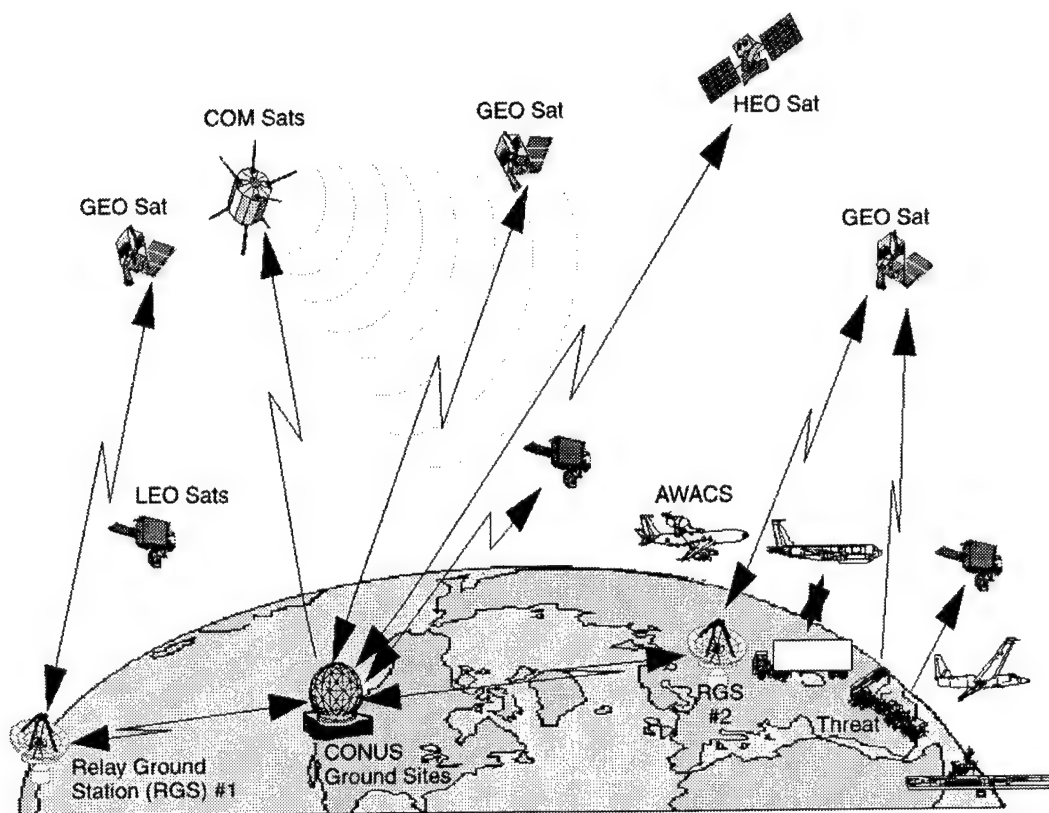 HEO Sat
GEO Sat
COM Sats
GEO Sat
GEO Sat
LEO Sats
AWACS
RGS
#2
Threat
CONUS
Ground Sites
Relay Ground
Station (RGS) #1